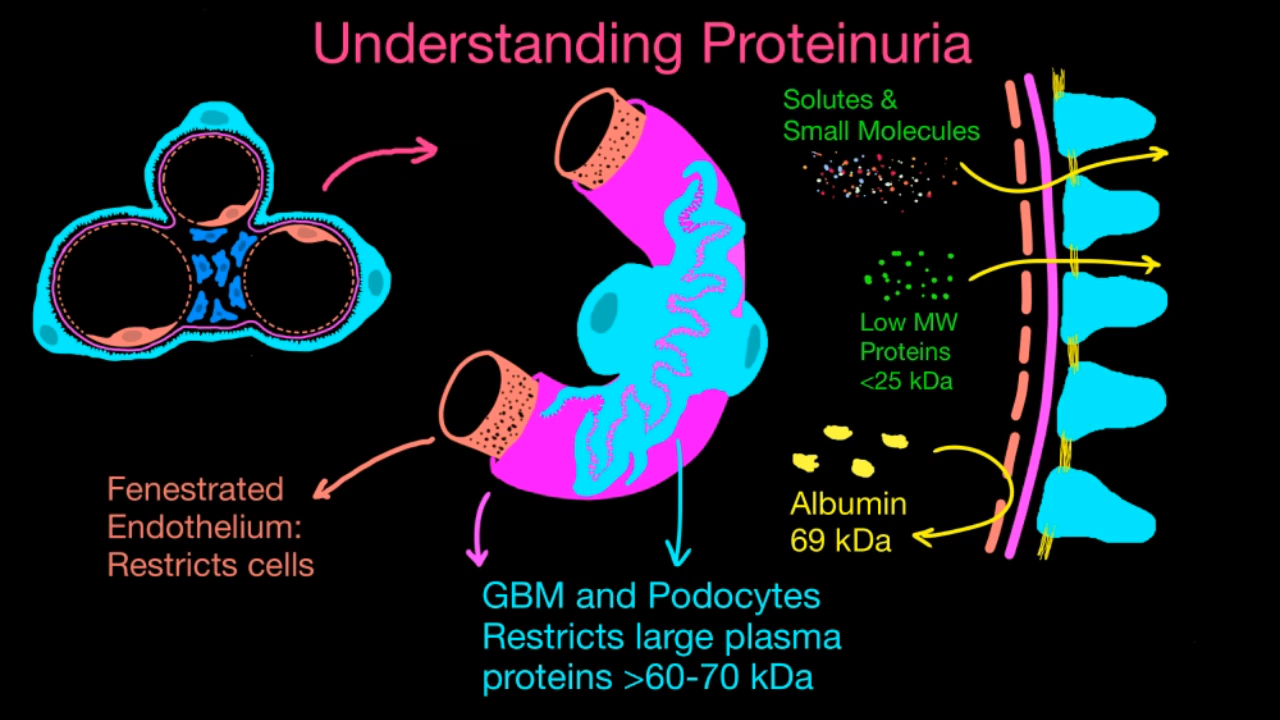 Understanding Proteinuria
Solutes &
Small Molecules
Low MW
Proteins
<25 kDa
Albumin
69 kDa
Fenestrated
Endothelium:
Restricts cells
GBM and Podocytes
Restricts large plasma
proteins >60-70 kDa